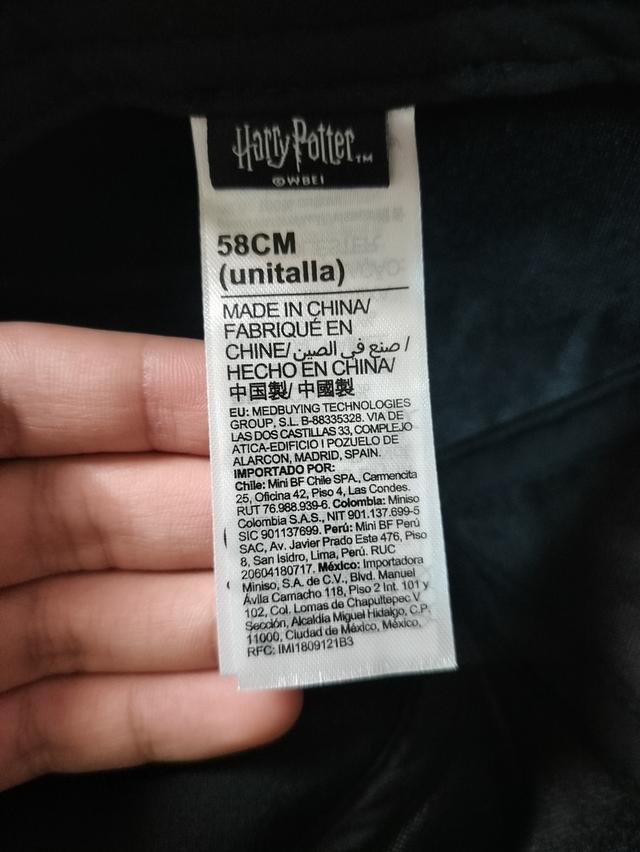 Harry Potter TM
©WBEI
58CM
(unitalla)
MADE IN CHINA/
FABRIQUÉ EN
CHINE/ صنع في الصين /
HECHO EN CHINA/
中国製/ 中國製
EU: MEDBUYING TECHNOLOGIES
GROUP, S.L. B-88335328. VIA DE
LAS DOS CASTILLAS 33, COMPLEJO
ATICA-EDIFICIO I POZUELO DE
ALARCON, MADRID, SPAIN.
IMPORTADO POR:
Chile: Mini BF Chile SPA., Carmencita
25, Oficina 42, Piso 4, Las Condes.
RUT 76.988.939-6. Colombia: Miniso
Colombia S.A.S., NIT 901.137.699-5
SIC 901137699. Perú: Mini BF Perú
SAC, Av. Javier Prado Este 476, Piso
8, San Isidro, Lima, Perú. RUC
20604180717. México: Importadora
Miniso, S.A. de C.V., Blvd. Manuel
Ávila Camacho 118, Piso 2 Int. 101 y
102, Col. Lomas de Chapultepec V
Sección, Alcaldía Miguel Hidalgo, C.P.
11000, Ciudad de México, México,
RFC: IMI1809121B3